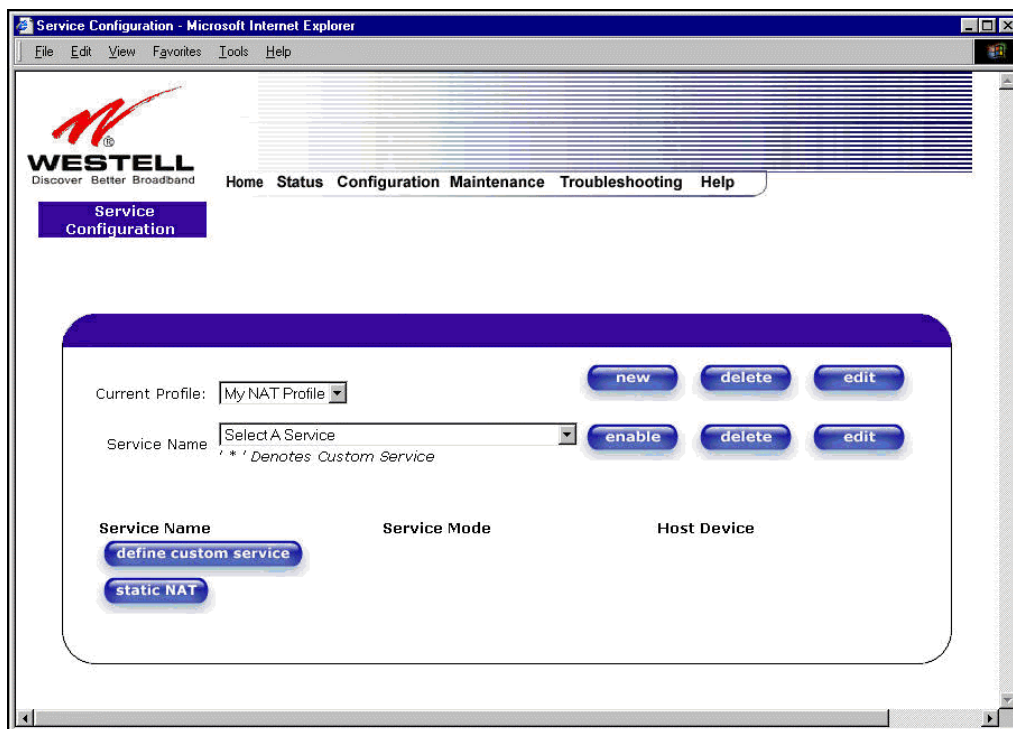 Service Configuration - Microsoft Internet Explorer
File Edit View Favorites Tools Help
®
WESTELL
Discover Better Broadband
Home Status Configuration Maintenance Troubleshooting Help
Service
Configuration
new delete edit
Current Profile: My NAT Profile
Service Name Select A Service enable delete edit
' * ' Denotes Custom Service
Service Name Service Mode Host Device
define custom service
static NAT